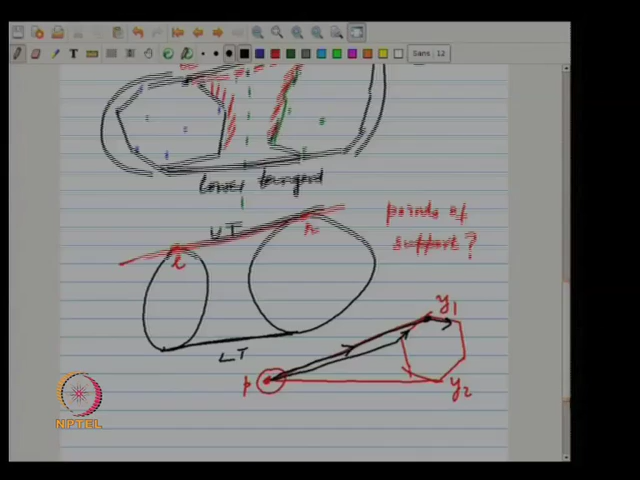 Sans 12
Lower tangent
UT
r
points of
support?
l
LT
y1
p
y2
NPTEL